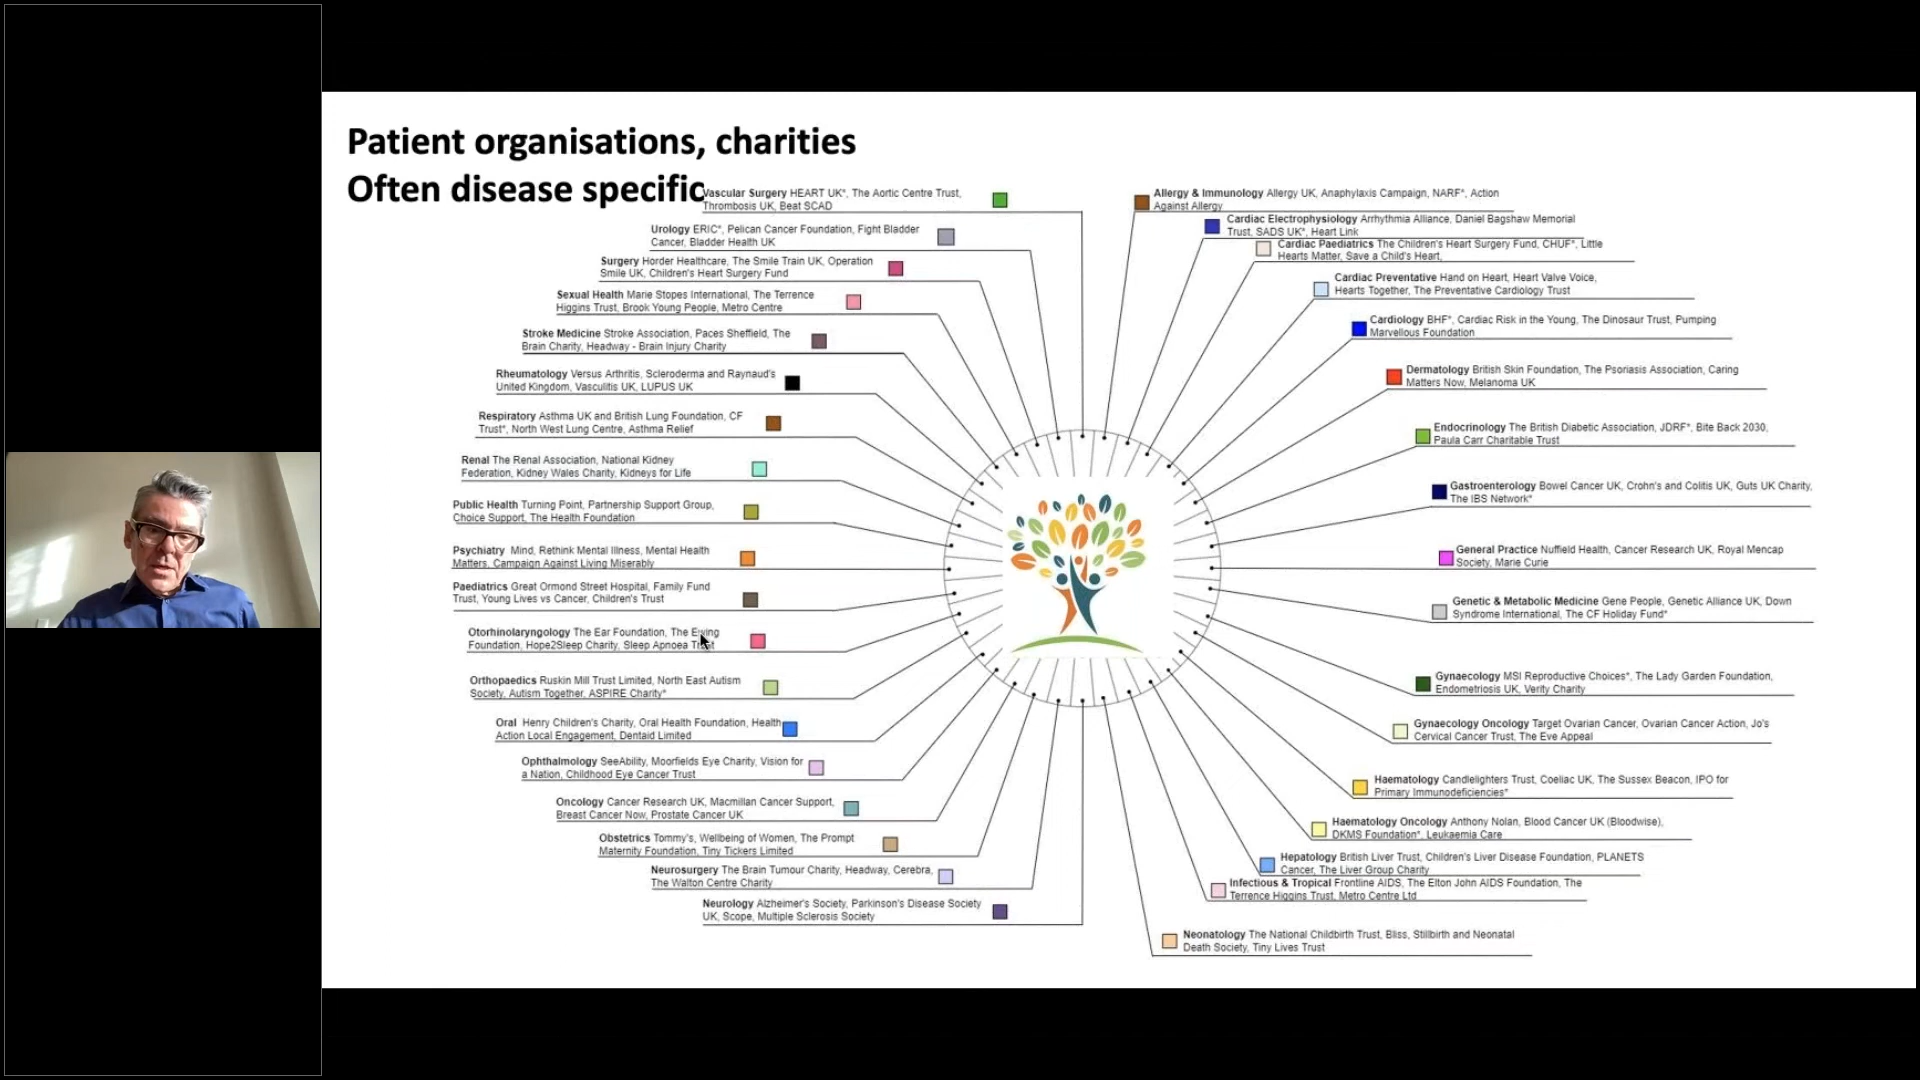 Patient organisations, charities
Often disease specific
Vascular Surgery HEART UK*, The Aortic Centre Trust,
Thrombosis UK, Beat SCAD
Urology ERIC*, Pelican Cancer Foundation, Fight Bladder
Cancer, Bladder Health UK
Surgery Horder Healthcare, The Smile Train UK, Operation
Smile UK, Children's Heart Surgery Fund
Sexual Health Marie Stopes International, The Terrence
Higgins Trust, Brook Young People, Metro Centre
Stroke Medicine Stroke Association, Paces Sheffield, The
Brain Charity, Headway - Brain Injury Charity
Rheumatology Versus Arthritis, Scleroderma and Raynaud's
United Kingdom, Vasculitis UK, LUPUS UK
Respiratory Asthma UK and British Lung Foundation, CF
Trust*, North West Lung Centre, Asthma Relief
Renal The Renal Association, National Kidney
Federation, Kidney Wales Charity, Kidneys for Life
Public Health Turning Point, Partnership Support Group,
Choice Support, The Health Foundation
Psychiatry Mind, Rethink Mental Illness, Mental Health
Matters, Campaign Against Living Miserably
Paediatrics Great Ormond Street Hospital, Family Fund
Trust, Young Lives vs Cancer, Children's Trust
Otorhinolaryngology The Ear Foundation, The Ewing
Foundation, Hope2Sleep Charity, Sleep Apnoea Trust
Orthopaedics Ruskin Mill Trust Limited, North East Autism
Society, Autism Together, ASPIRE Charity*
Oral Henry Children's Charity, Oral Health Foundation, Health
Action Local Engagement, Dentaid Limited
Ophthalmology SeeAbility, Moorfields Eye Charity, Vision for
a Nation, Childhood Eye Cancer Trust
Oncology Cancer Research UK, Macmillan Cancer Support,
Breast Cancer Now, Prostate Cancer UK
Obstetrics Tommy's, Wellbeing of Women, The Prompt
Maternity Foundation, Tiny Tickers Limited
Neurosurgery The Brain Tumour Charity, Headway, Cerebra,
The Walton Centre Charity
Neurology Alzheimer's Society, Parkinson's Disease Society
UK, Scope, Multiple Sclerosis Society
Allergy & Immunology Allergy UK, Anaphylaxis Campaign, NARF*, Action
Against Allergy
Cardiac Electrophysiology Arrhythmia Alliance, Daniel Bagshaw Memorial
Trust, SADS UK*, Heart Link
Cardiac Paediatrics The Children's Heart Surgery Fund, CHUF*, Little
Hearts Matter, Save a Child's Heart,
Cardiac Preventative Hand on Heart, Heart Valve Voice,
Hearts Together, The Preventative Cardiology Trust
Cardiology BHF*, Cardiac Risk in the Young, The Dinosaur Trust, Pumping
Marvellous Foundation
Dermatology British Skin Foundation, The Psoriasis Association, Caring
Matters Now, Melanoma UK
Endocrinology The British Diabetic Association, JDRF*, Bite Back 2030,
Paula Carr Charitable Trust
Gastroenterology Bowel Cancer UK, Crohn's and Colitis UK, Guts UK Charity,
The IBS Network*
General Practice Nuffield Health, Cancer Research UK, Royal Mencap
Society, Marie Curie
Genetic & Metabolic Medicine Gene People, Genetic Alliance UK, Down
Syndrome International, The CF Holiday Fund*
Gynaecology MSI Reproductive Choices*, The Lady Garden Foundation,
Endometriosis UK, Verity Charity
Gynaecology Oncology Target Ovarian Cancer, Ovarian Cancer Action, Jo's
Cervical Cancer Trust, The Eve Appeal
Haematology Candlelighters Trust, Coeliac UK, The Sussex Beacon, IPO for
Primary Immunodeficiencies*
Haematology Oncology Anthony Nolan, Blood Cancer UK (Bloodwise),
DKMS Foundation*, Leukaemia Care
Hepatology British Liver Trust, Children's Liver Disease Foundation, PLANETS
Cancer, The Liver Group Charity
Infectious & Tropical Frontline AIDS, The Elton John AIDS Foundation, The
Terrence Higgins Trust, Metro Centre Ltd
Neonatology The National Childbirth Trust, Bliss, Stillbirth and Neonatal
Death Society, Tiny Lives Trust